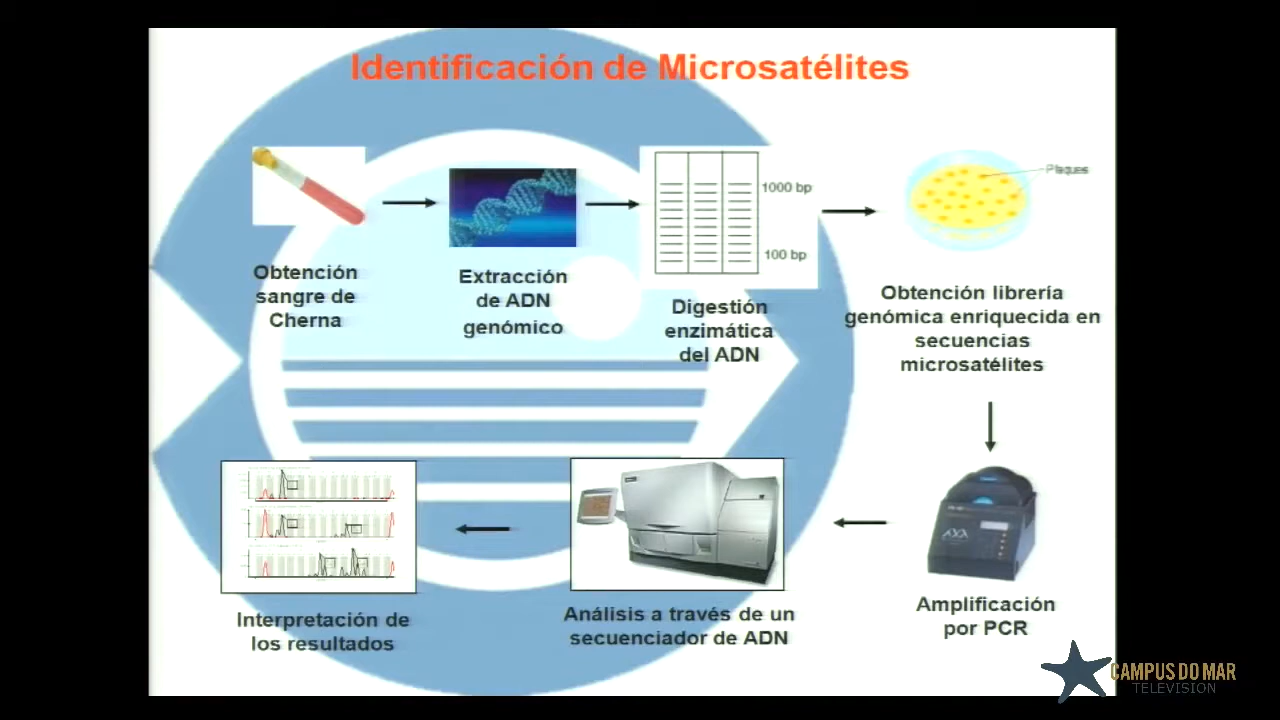 Identificación de Microsatélites
Plaques
1000 bp
100 bp
Obtención
sangre de
Cherna
Extracción
de ADN
genómico
Digestión
enzimática
del ADN
Obtención librería
genómica enriquecida en
secuencias
microsatélites
Interpretación de
los resultados
Análisis a través de un
secuenciador de ADN
Amplificación
por PCR
CAMPUS DO MAR
TELEVISION